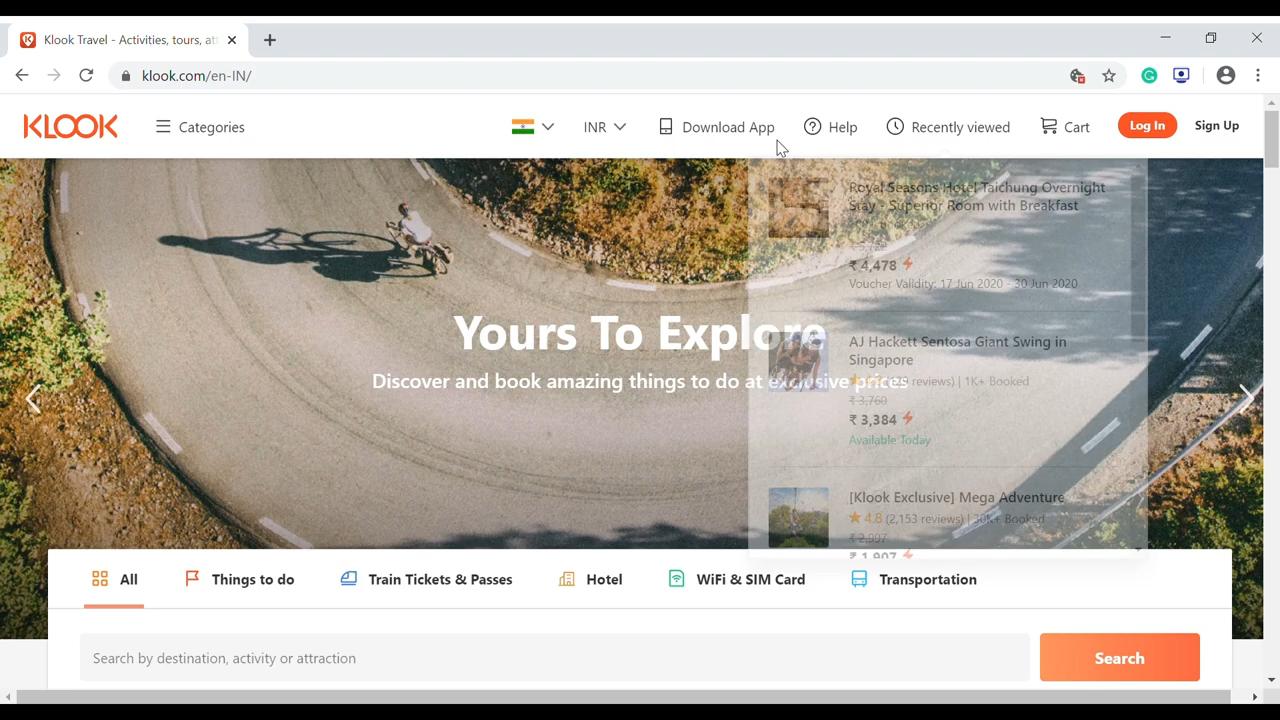 Klook Travel - Activities, tours, at
klook.com/en-IN/
KLOOK
Categories
INR
Download App
Help
Recently viewed
Cart
Log In
Sign Up
Royal Seasons Hotel Taichung Overnight
Stay - Superior Room with Breakfast
₹ 4,478
Voucher Validity: 17 Jun 2020 - 30 Jun 2020
Yours To Explore
AJ Hackett Sentosa Giant Swing in
Singapore
Discover and book amazing things to do at exclusive prices
reviews) | 1K+ Booked
₹ 3,760
₹ 3,384
Available Today
[Klook Exclusive] Mega Adventure
4.8 (2,153 reviews) | 30K+ Booked
₹ 1,907
All
Things to do
Train Tickets & Passes
Hotel
WiFi & SIM Card
Transportation
Search by destination, activity or attraction
Search